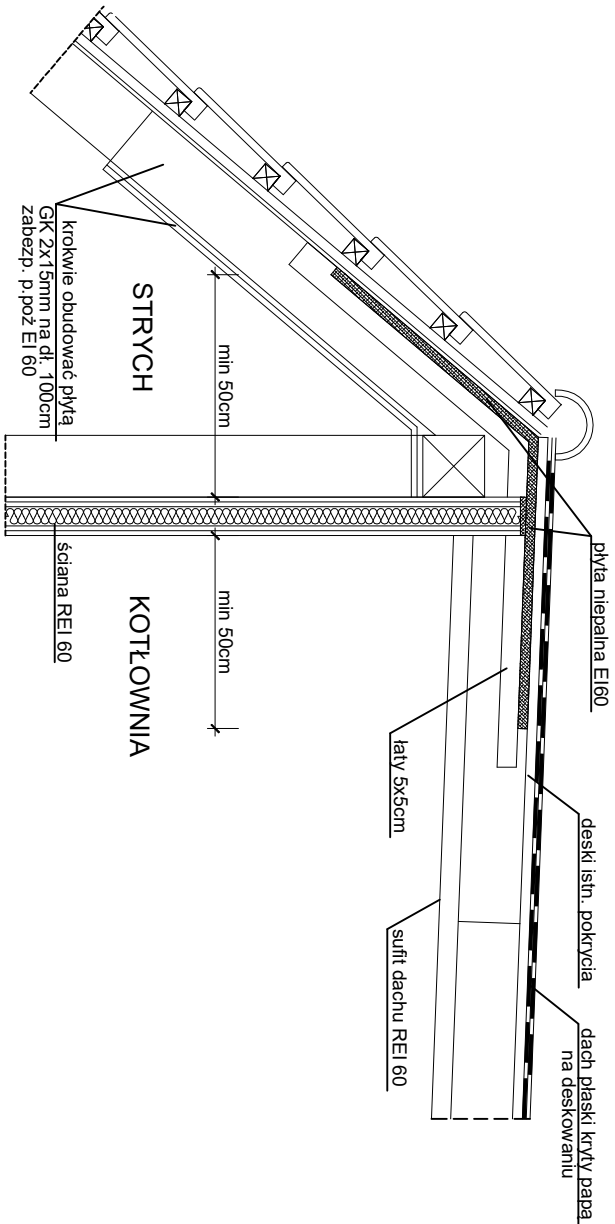 płyta niepalna EI60
deski istn. pokrycia
dach płaski kryty papą
na deskowaniu
łaty 5x5cm
sufit dachu REI 60
min 50cm
min 50cm
STRYCH
KOTŁOWNIA
krokwie obudować płytą
GK 2x15mm na dł. 100cm
zabezp. p.poż EI 60
ściana REI 60